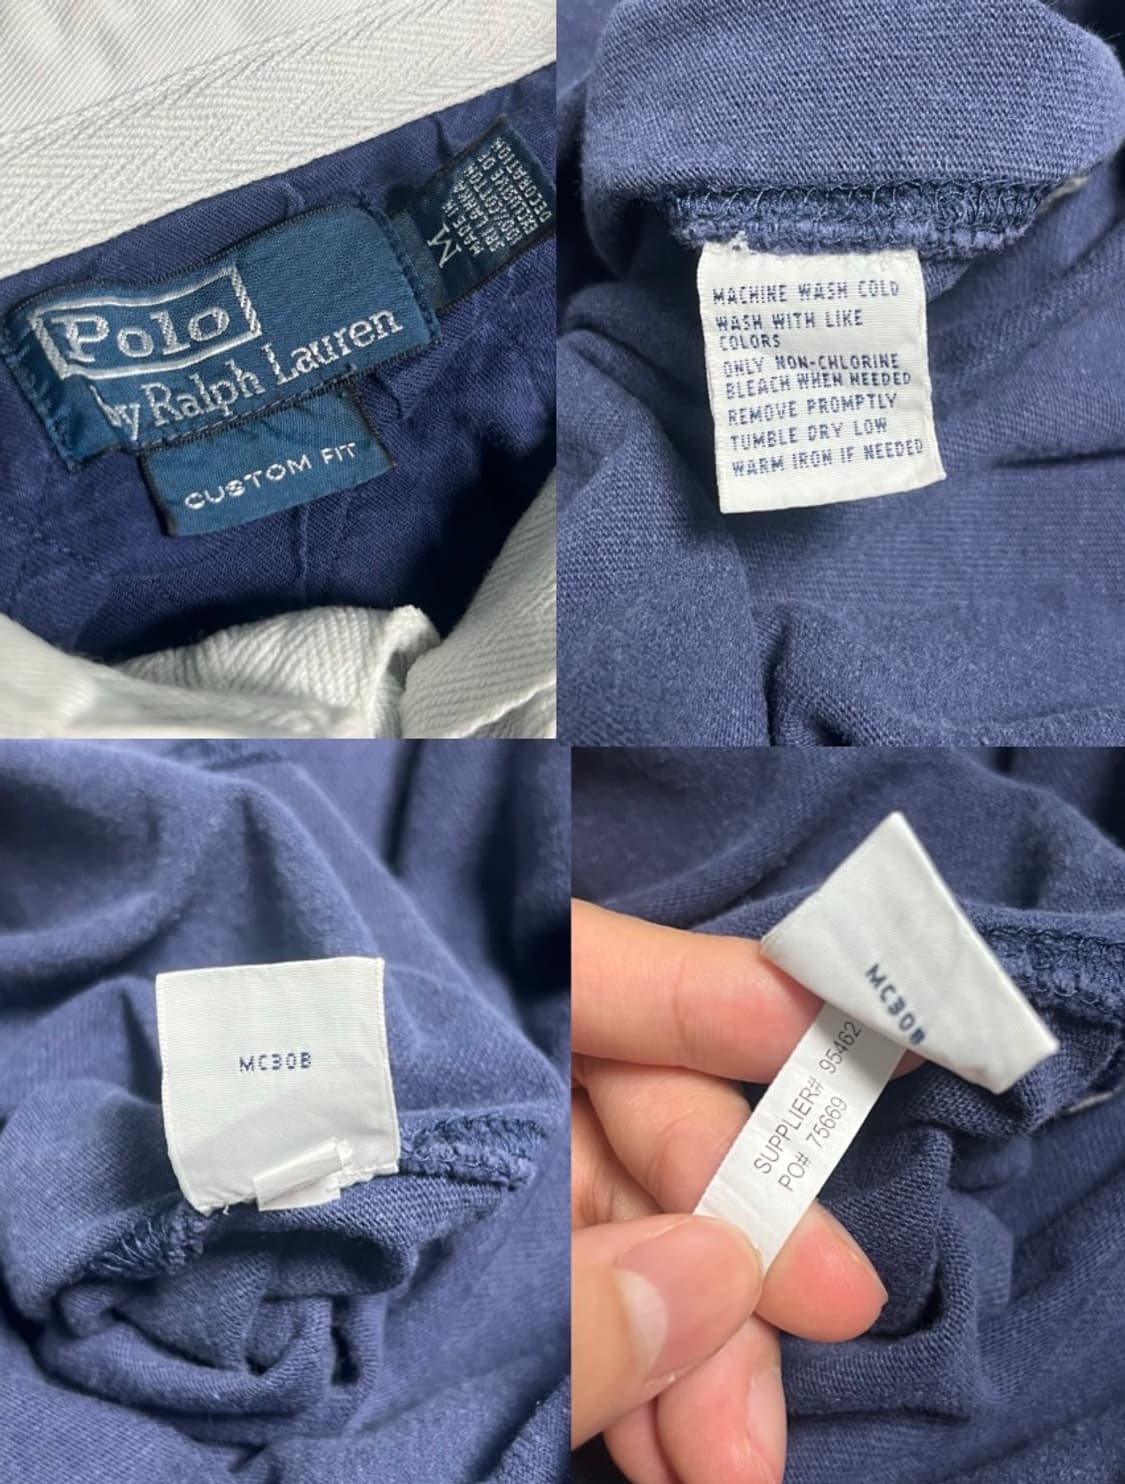 Polo
by Ralph Lauren
CUSTOM FIT
M
MACHINE WASH COLD
WASH WITH LIKE
COLORS
ONLY NON-CHLORINE
BLEACH WHEN NEEDED
REMOVE PROMPTLY
TUMBLE DRY LOW
WARM IRON IF NEEDED
MC30B
MC30B
SUPPLIER# 95462
PO# 75669